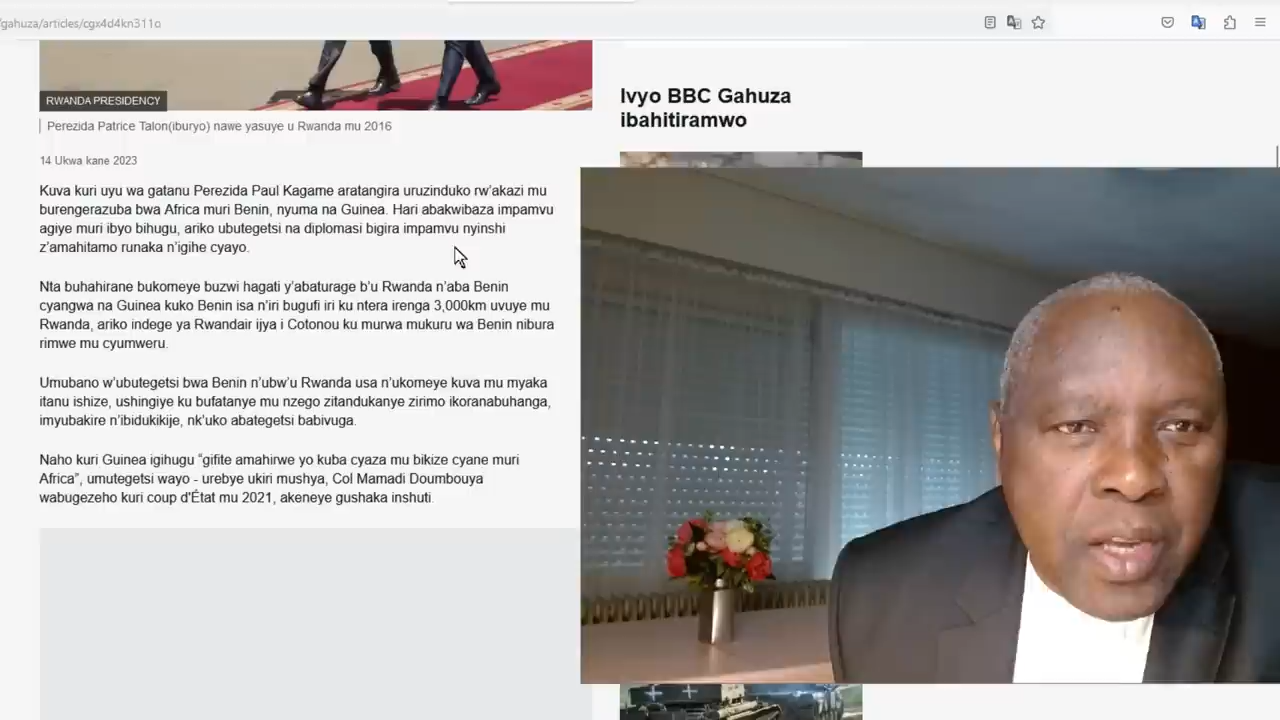 /gahuza/articles/cgx4d4kn311o
RWANDA PRESIDENCY
Perezida Patrice Talon(iburyo) nawe yasuye u Rwanda mu 2016
14 Ukwa kane 2023
Kuva kuri uyu wa gatanu Perezida Paul Kagame aratangira uruzinduko rw'akazi mu
burengerazuba bwa Africa muri Benin, nyuma na Guinea. Hari abakwibaza impamvu
agiye muri ibyo bihugu, ariko ubutegetsi na diplomasi bigira impamvu nyinshi
z'amahitamo runaka n'igihe cyayo.
Nta buhahirane bukomeye buzwi hagati y'abaturage b'u Rwanda n'aba Benin
cyangwa na Guinea kuko Benin isa n'iri bugufi iri ku ntera irenga 3,000km uvuye mu
Rwanda, ariko indege ya Rwandair ijya i Cotonou ku murwa mukuru wa Benin nibura
rimwe mu cyumweru.
Umubano w'ubutegetsi bwa Benin n'ubw'u Rwanda usa n'ukomeye kuva mu myaka
itanu ishize, ushingiye ku bufatanye mu nzego zitandukanye zirimo ikoranabuhanga,
imyubakire n'ibidukikije, nk'uko abategetsi babivuga.
Naho kuri Guinea igihugu “gifite amahirwe yo kuba cyaza mu bikize cyane muri
Africa”, umutegetsi wayo - urebye ukiri mushya, Col Mamadi Doumbouya
wabugezeho kuri coup d'État mu 2021, akeneye gushaka inshuti.
Ivyo BBC Gahuza
ibahitiramwo